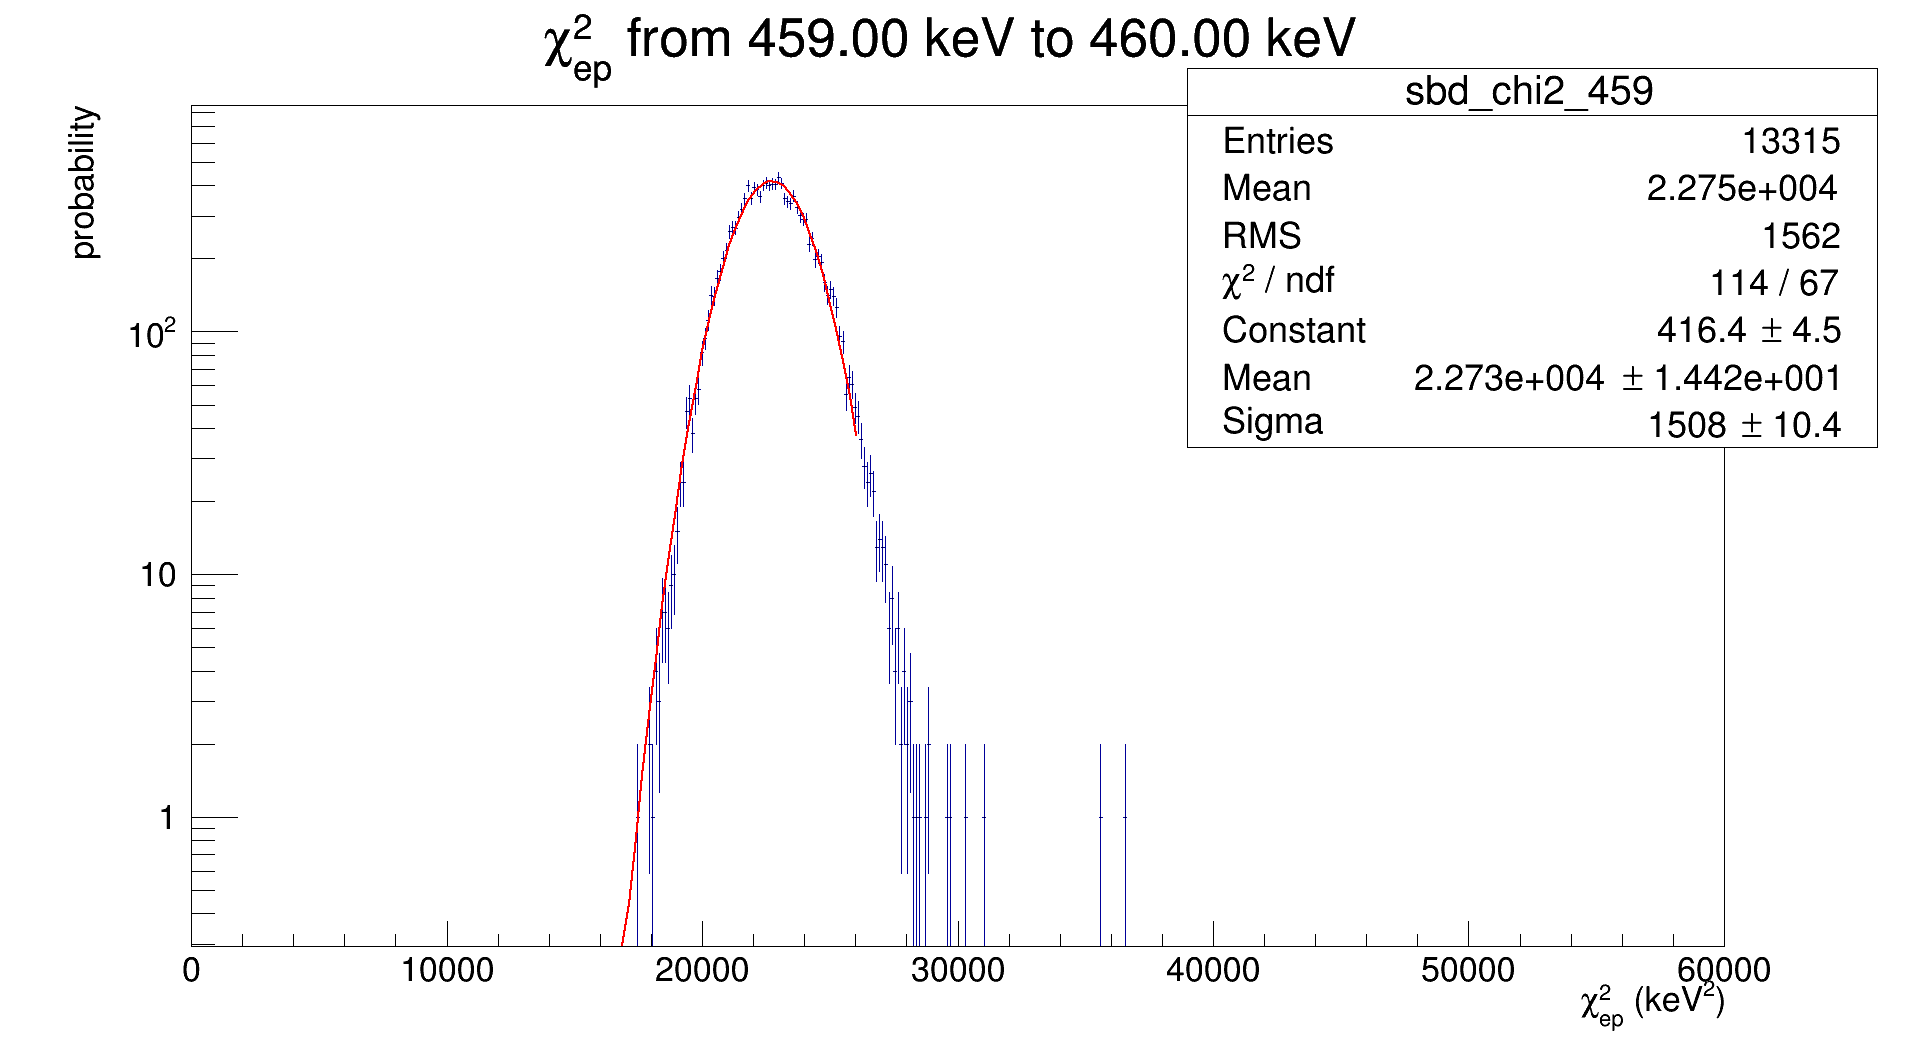 χ²ep from 459.00 keV to 460.00 keV
sbd_chi2_459
Entries 13315
Mean 2.275e+004
RMS 1562
χ² / ndf 114 / 67
Constant 416.4 ± 4.5
Mean 2.273e+004 ± 1.442e+001
Sigma 1508 ± 10.4
probability
10²
10
1
0 10000 20000 30000 40000 50000 60000
χ²ep (keV²)